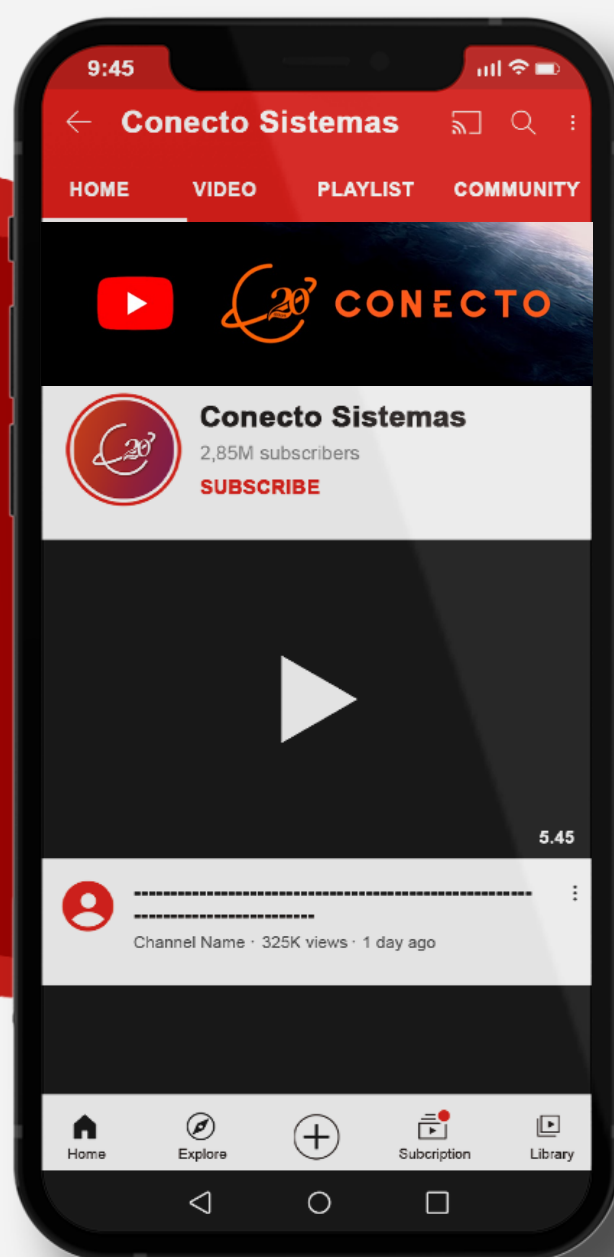 9:45
Conecto Sistemas
HOME VIDEO PLAYLIST COMMUNITY
20 CONECTO
20
Conecto Sistemas
2,85M subscribers
SUBSCRIBE
5.45
Channel Name · 325K views · 1 day ago
Home Explore Subcription Library